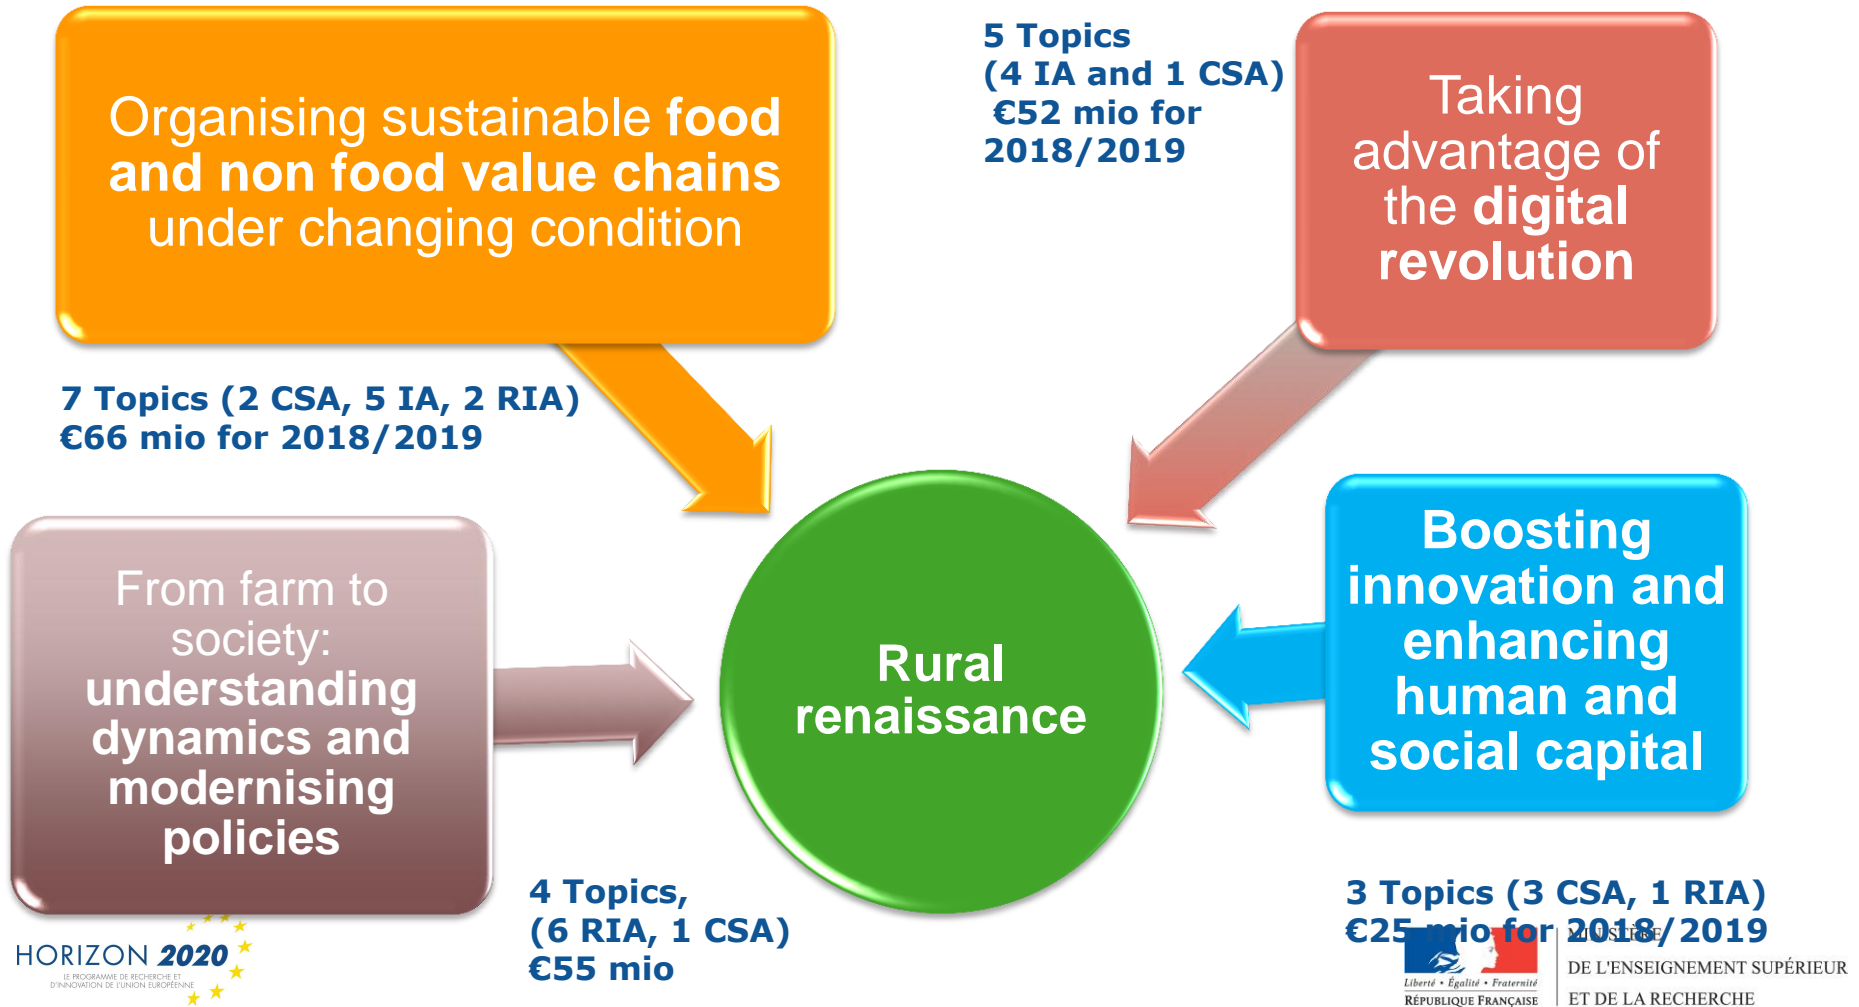 Organising sustainable food
and non food value chains
under changing condition
5 Topics
(4 IA and 1 CSA)
€52 mio for
2018/2019
Taking
advantage of
the digital
revolution
7 Topics (2 CSA, 5 IA, 2 RIA)
€66 mio for 2018/2019
From farm to
society:
understanding
dynamics and
modernising
policies
Rural
renaissance
Boosting
innovation and
enhancing
human and
social capital
4 Topics,
(6 RIA, 1 CSA)
€55 mio
3 Topics (3 CSA, 1 RIA)
€25 mio for 2018/2019
HORIZON 2020
LE PROGRAMME DE RECHERCHE ET
D'INNOVATION DE L'UNION EUROPÉENNE
Liberté • Égalité • Fraternité
RÉPUBLIQUE FRANÇAISE
MINISTÈRE
DE L'ENSEIGNEMENT SUPÉRIEUR
ET DE LA RECHERCHE